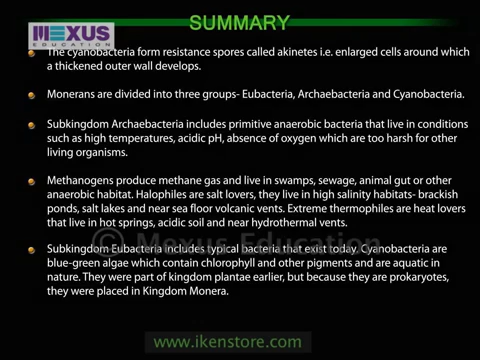 SUMMARY
MEXUS
EDUCATION
The cyanobacteria form resistance spores called akinetes i.e. enlarged cells around which
a thickened outer wall develops.
Monerans are divided into three groups- Eubacteria, Archaebacteria and Cyanobacteria.
Subkingdom Archaebacteria includes primitive anaerobic bacteria that live in conditions
such as high temperatures, acidic pH, absence of oxygen which are too harsh for other
living organisms.
Methanogens produce methane gas and live in swamps, sewage, animal gut or other
anaerobic habitat. Halophiles are salt lovers, they live in high salinity habitats- brackish
ponds, salt lakes and near sea floor volcanic vents. Extreme thermophiles are heat lovers
that live in hot springs, acidic soil and near hydrothermal vents.
© Mexus Education
Subkingdom Eubacteria includes typical bacteria that exist today. Cyanobacteria are
blue-green algae which contain chlorophyll and other pigments and are aquatic in
nature. They were part of kingdom plantae earlier, but because they are prokaryotes,
they were placed in Kingdom Monera.
www.ikenstore.com